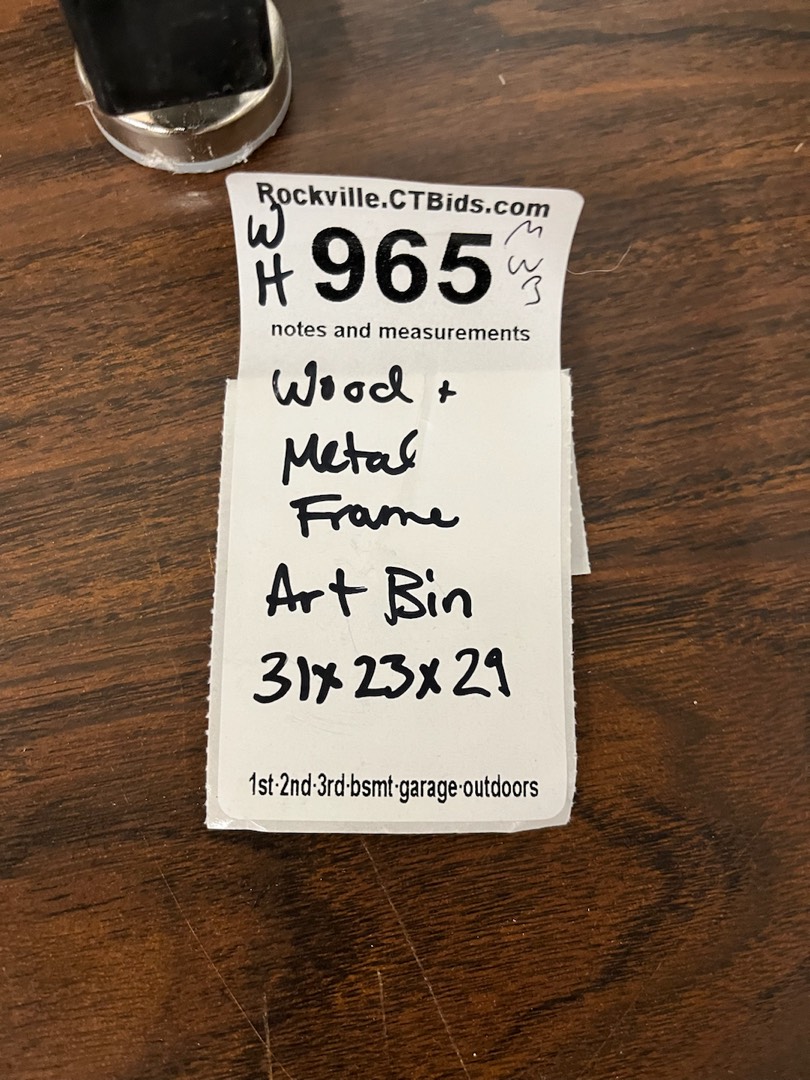 Rockville.CTBids.com
W
H 965
notes and measurements
Wood +
Metal
Frame
Art Bin
31x23x29
1st·2nd·3rd·bsmt·garage·outdoors